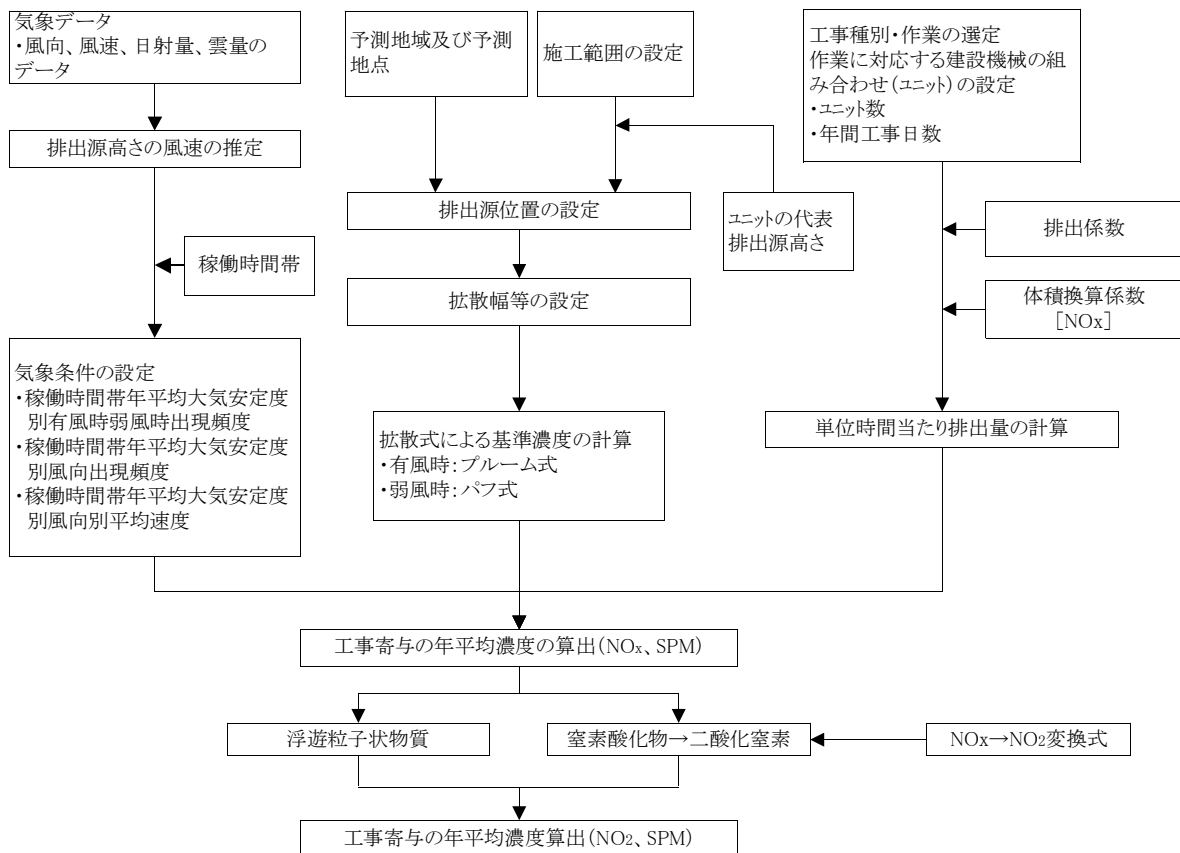 気象データ
・風向、風速、日射量、雲量の
データ
排出源高さの風速の推定
稼働時間帯
気象条件の設定
・稼働時間帯年平均大気安定度
別有風時弱風時出現頻度
・稼働時間帯年平均大気安定度
別風向出現頻度
・稼働時間帯年平均大気安定度
別風向別平均速度
予測地域及び予測
地点
施工範囲の設定
排出源位置の設定
ユニットの代表
排出源高さ
拡散幅等の設定
拡散式による基準濃度の計算
・有風時：プルーム式
・弱風時：パフ式
工事種別・作業の選定
作業に対応する建設機械の組
み合わせ（ユニット）の設定
・ユニット数
・年間工事日数
排出係数
体積換算係数
［NOx］
単位時間当たり排出量の計算
工事寄与の年平均濃度の算出（NOx、SPM）
浮遊粒子状物質
窒素酸化物→二酸化窒素
NOx→NO₂変換式
工事寄与の年平均濃度算出（NO₂、SPM）